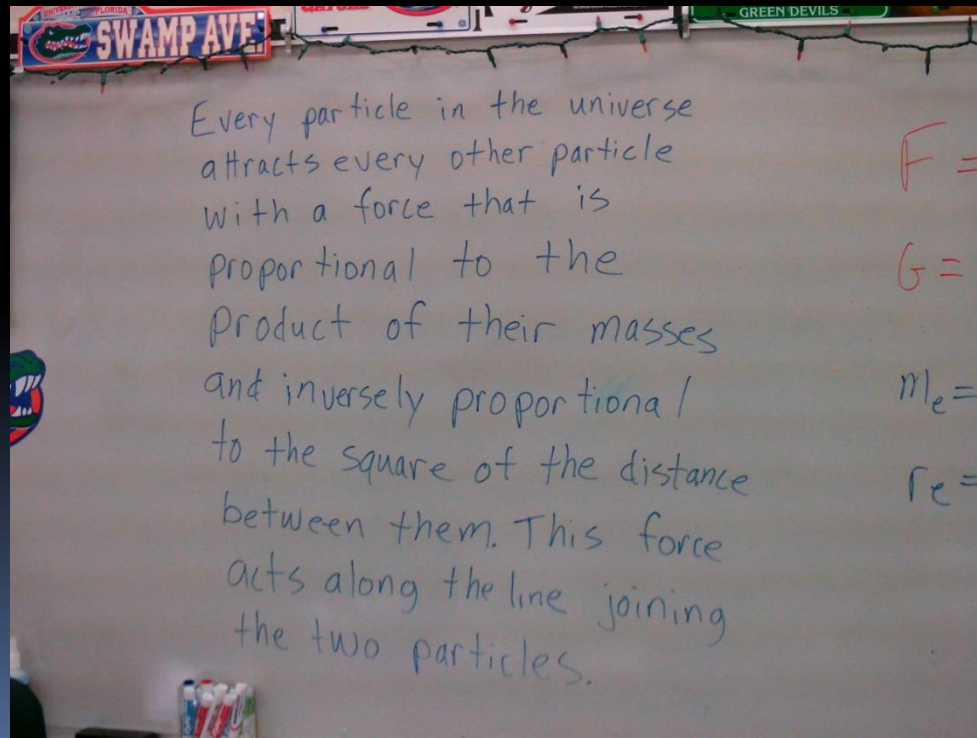 UNIVERSITY FLORIDA
SWAMP AVE
GREEN DEVILS
Every particle in the universe
attracts every other particle
with a force that is
proportional to the
product of their masses
and inversely proportional
to the square of the distance
between them. This force
acts along the line joining
the two particles.
F =
G =
me =
re =